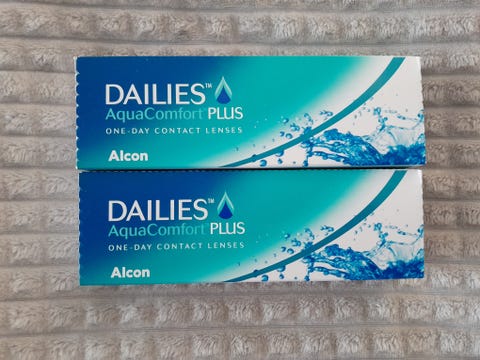 DAILIES™
AquaComfort® PLUS
ONE-DAY CONTACT LENSES
Alcon
DAILIES™
AquaComfort® PLUS
ONE-DAY CONTACT LENSES
Alcon